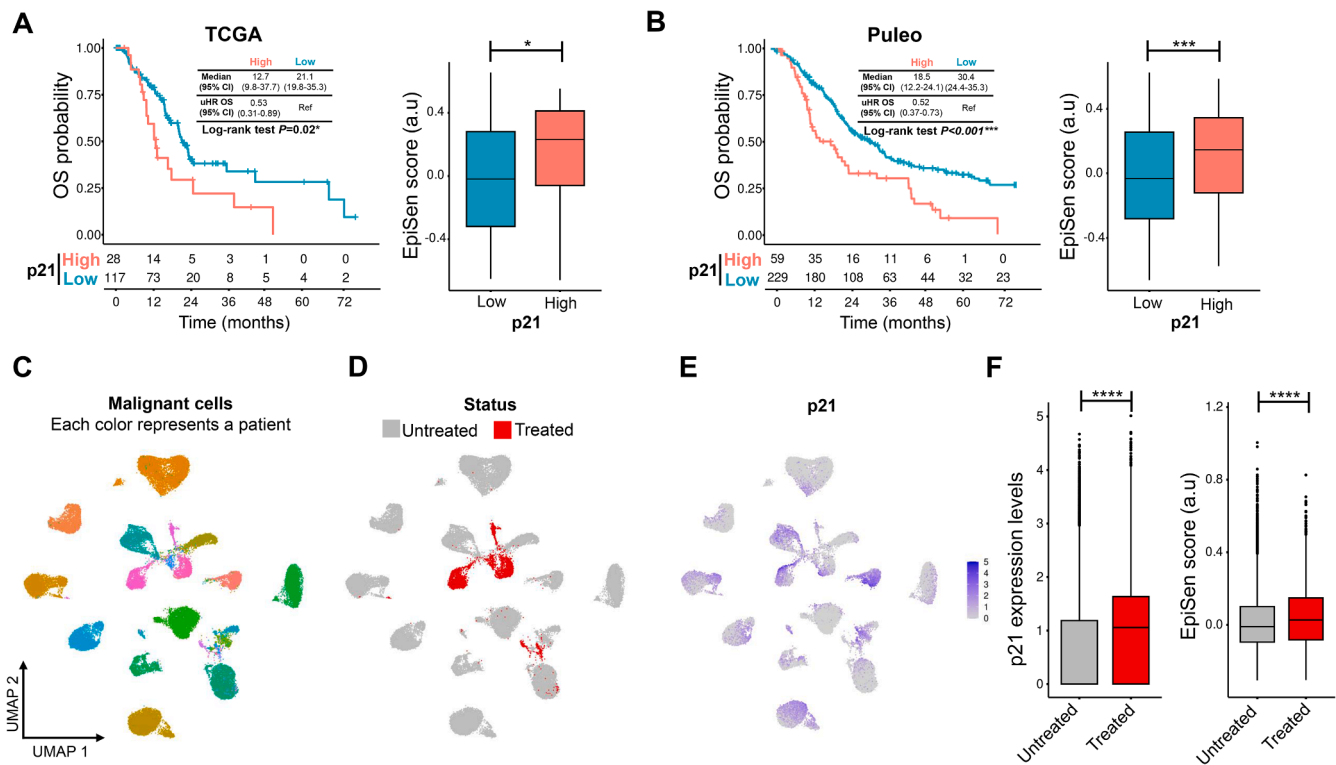 A
TCGA
OS probability
1.00
0.75
0.50
0.25
0.00
High Low
Median 12.7 21.1
(95% CI) (9.8-37.7) (19.8-35.3)
uHR OS 0.53 Ref
(95% CI) (0.31-0.89)
Log-rank test P=0.02*
p21
High 28 14 5 3 1 0 0
Low 117 73 20 8 5 4 2
0 12 24 36 48 60 72
Time (months)
*
EpiSen score (a.u)
0.4
0.0
-0.4
Low High
p21
B
Puleo
OS probability
1.00
0.75
0.50
0.25
0.00
High Low
Median 18.5 30.4
(95% CI) (12.2-24.1) (24.4-35.3)
uHR OS 0.52 Ref
(95% CI) (0.37-0.73)
Log-rank test P<0.001***
p21
High 59 35 16 11 6 1 0
Low 229 180 108 63 44 32 23
0 12 24 36 48 60 72
Time (months)
***
EpiSen score (a.u)
0.4
0.0
-0.4
Low High
p21
C
Malignant cells
Each color represents a patient
UMAP 2
UMAP 1
D
Status
Untreated Treated
E
p21
5
4
3
2
1
0
F
****
p21 expression levels
5
4
3
2
1
0
Untreated Treated
****
EpiSen score (a.u)
1.2
0.8
0.4
0.0
Untreated Treated